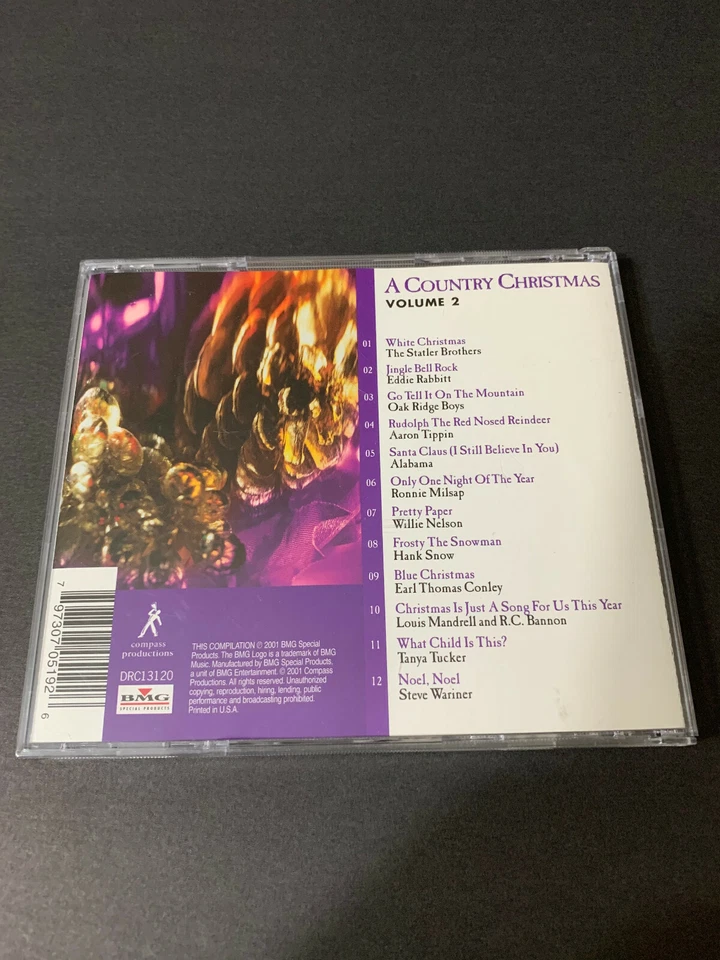 A COUNTRY CHRISTMAS
VOLUME 2
01 White Christmas
The Statler Brothers
02 Jingle Bell Rock
Eddie Rabbitt
03 Go Tell It On The Mountain
Oak Ridge Boys
04 Rudolph The Red Nosed Reindeer
Aaron Tippin
05 Santa Claus (I Still Believe In You)
Alabama
06 Only One Night Of The Year
Ronnie Milsap
07 Pretty Paper
Willie Nelson
08 Frosty The Snowman
Hank Snow
09 Blue Christmas
Earl Thomas Conley
10 Christmas Is Just A Song For Us This Year
Louis Mandrell and R.C. Bannon
11 What Child Is This?
Tanya Tucker
12 Noel, Noel
Steve Wariner
7 97307 05192 6
compass
productions
DRC13120
BMG
SPECIAL PRODUCTS
THIS COMPILATION © 2001 BMG Special
Products. The BMG Logo is a trademark of BMG
Music. Manufactured by BMG Special Products,
a unit of BMG Entertainment. © 2001 Compass
Productions. All rights reserved. Unauthorized
copying, reproduction, hiring, lending, public
performance and broadcasting prohibited.
Printed in U.S.A.